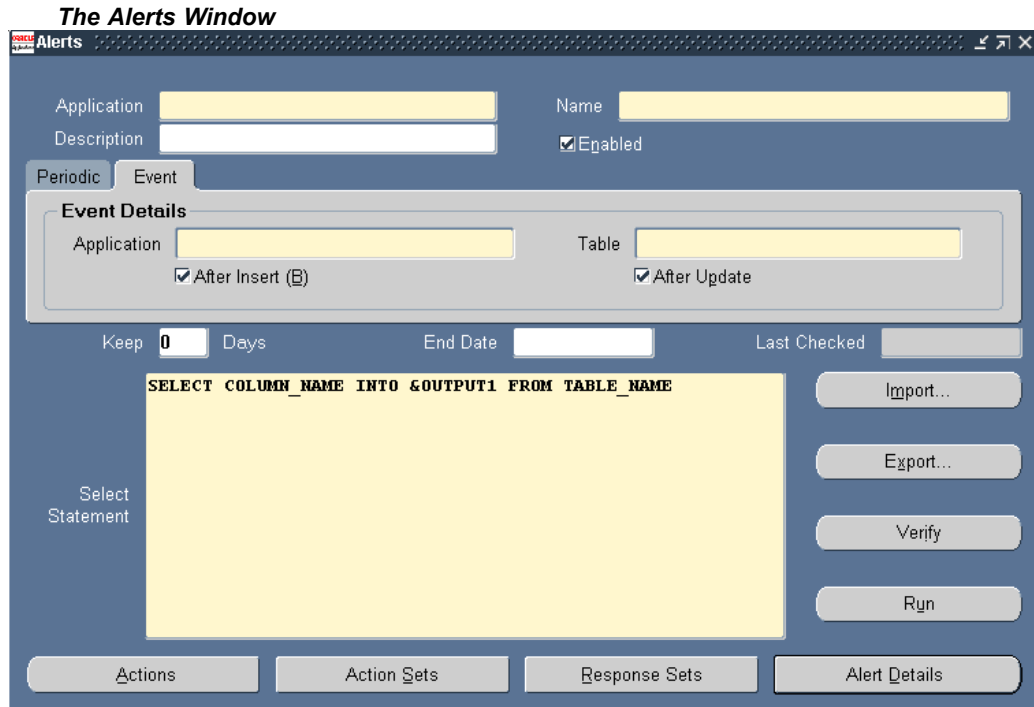 The Alerts Window
ORACLE Applications Alerts
Application Name
Description Enabled
Periodic Event
Event Details
Application Table
After Insert (B) After Update
Keep 0 Days End Date Last Checked
SELECT COLUMN_NAME INTO &OUTPUT1 FROM TABLE_NAME
Import...
Export...
Select
Statement
Verify
Run
Actions Action Sets Response Sets Alert Details